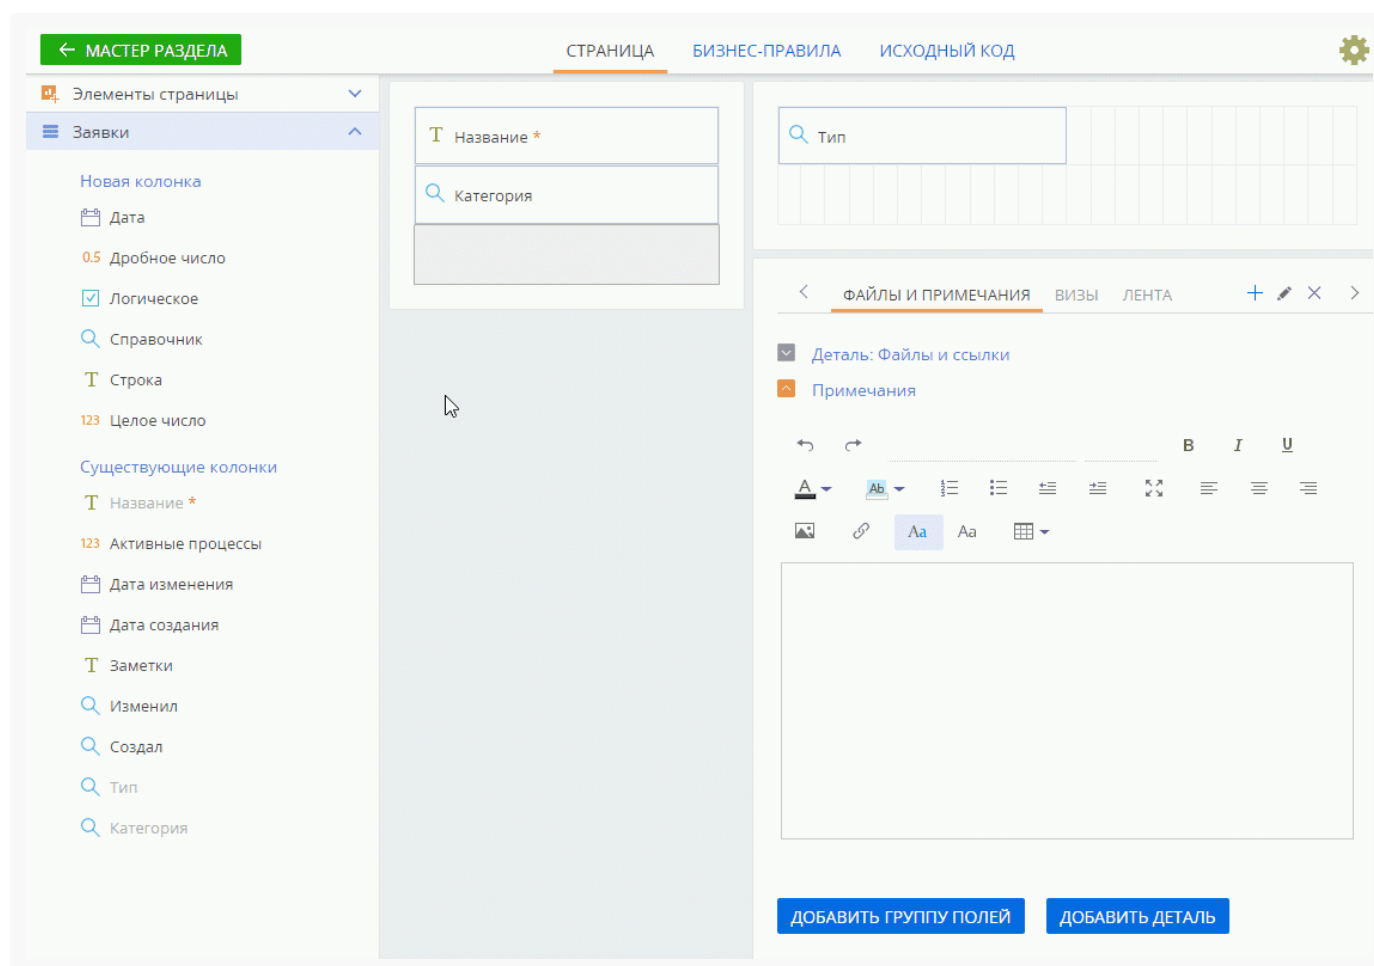 ← МАСТЕР РАЗДЕЛА
СТРАНИЦА БИЗНЕС-ПРАВИЛА ИСХОДНЫЙ КОД
Элементы страницы
Заявки
Новая колонка
Дата
0.5 Дробное число
Логическое
Справочник
T Строка
123 Целое число
Существующие колонки
T Название *
123 Активные процессы
Дата изменения
Дата создания
T Заметки
Изменил
Создал
Тип
Категория
T Название *
Категория
Тип
ФАЙЛЫ И ПРИМЕЧАНИЯ ВИЗЫ ЛЕНТА
Деталь: Файлы и ссылки
Примечания
B I U
A Ab
Aa Aa
ДОБАВИТЬ ГРУППУ ПОЛЕЙ ДОБАВИТЬ ДЕТАЛЬ